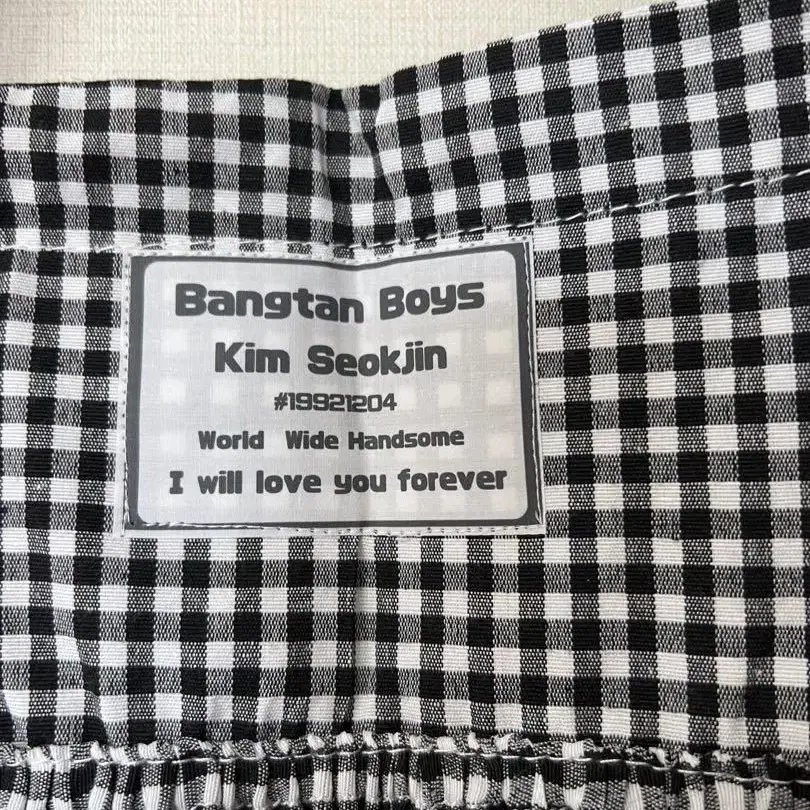 Bangtan Boys
Kim Seokjin
#19921204
World Wide Handsome
I will love you forever